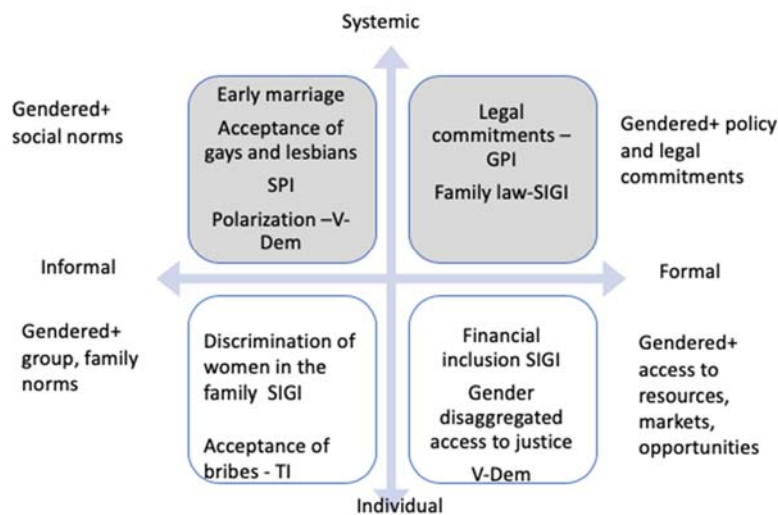 Systemic
Gendered+
social norms
Early marriage
Acceptance of
gays and lesbians
SPI
Polarization –V-
Dem
Legal
commitments –
GPI
Family law-SIGI
Gendered+ policy
and legal
commitments
Informal
Formal
Gendered+
group, family
norms
Discrimination of
women in the
family SIGI
Acceptance of
bribes - TI
Financial
inclusion SIGI
Gender
disaggregated
access to justice
V-Dem
Gendered+
access to
resources,
markets,
opportunities
Individual